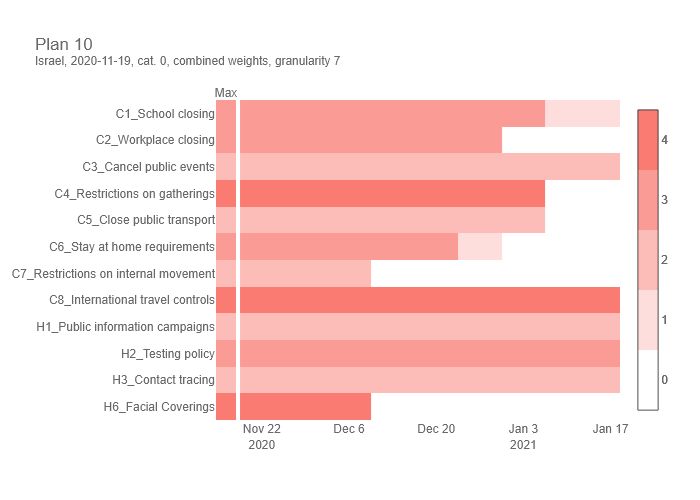 Plan 10
Israel, 2020-11-19, cat. 0, combined weights, granularity 7
Max
C1_School closing
C2_Workplace closing
C3_Cancel public events
C4_Restrictions on gatherings
C5_Close public transport
C6_Stay at home requirements
C7_Restrictions on internal movement
C8_International travel controls
H1_Public information campaigns
H2_Testing policy
H3_Contact tracing
H6_Facial Coverings
Nov 22 Dec 6 Dec 20 Jan 3 Jan 17
2020 2021
4
3
2
1
0